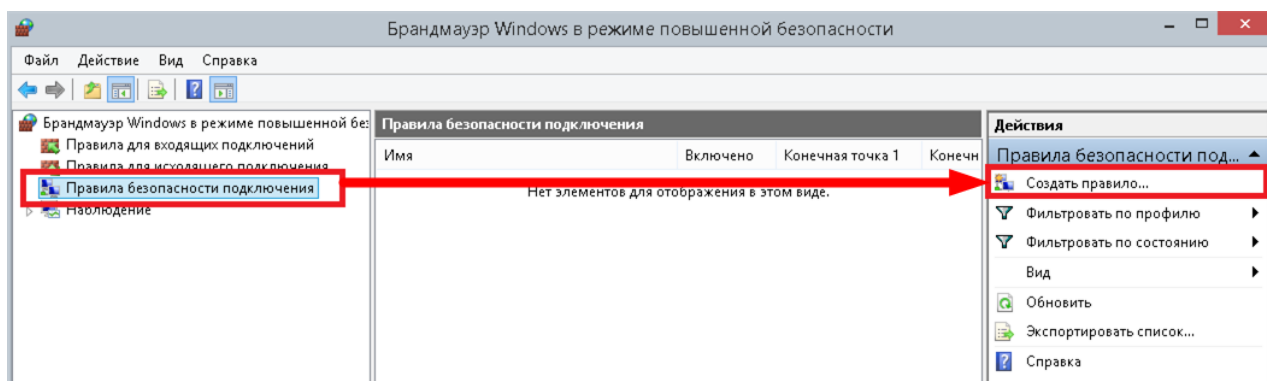 Брандмауэр Windows в режиме повышенной безопасности
Файл Действие Вид Справка
Брандмауэр Windows в режиме повышенной без
Правила для входящих подключений
Правила для исходящего подключения
Правила безопасности подключения
Наблюдение
Правила безопасности подключения
Имя Включено Конечная точка 1 Конечн
Нет элементов для отображения в этом виде.
Действия
Правила безопасности под...
Создать правило...
Фильтровать по профилю
Фильтровать по состоянию
Вид
Обновить
Экспортировать список...
Справка